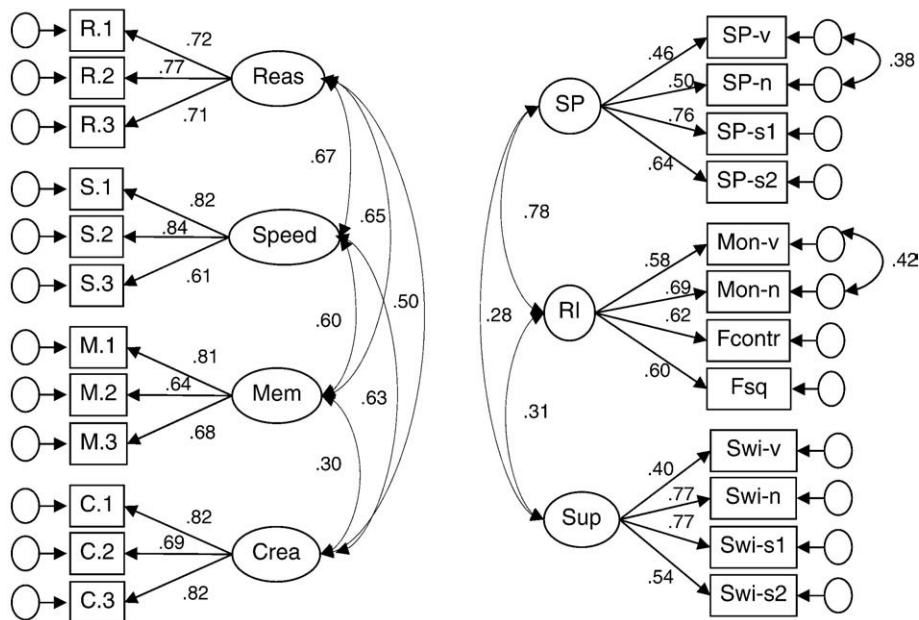 R.1
R.2
R.3
.72
.77
.71
Reas
S.1
S.2
S.3
.82
.84
.61
Speed
M.1
M.2
M.3
.81
.64
.68
Mem
C.1
C.2
C.3
.82
.69
.82
Crea
.67
.65
.50
.60
.63
.30
SP
.46
.50
.76
.64
SP-v
SP-n
SP-s1
SP-s2
.38
RI
.58
.69
.62
.60
Mon-v
Mon-n
Fcontr
Fsq
.42
Sup
.40
.77
.77
.54
Swi-v
Swi-n
Swi-s1
Swi-s2
.78
.28
.31